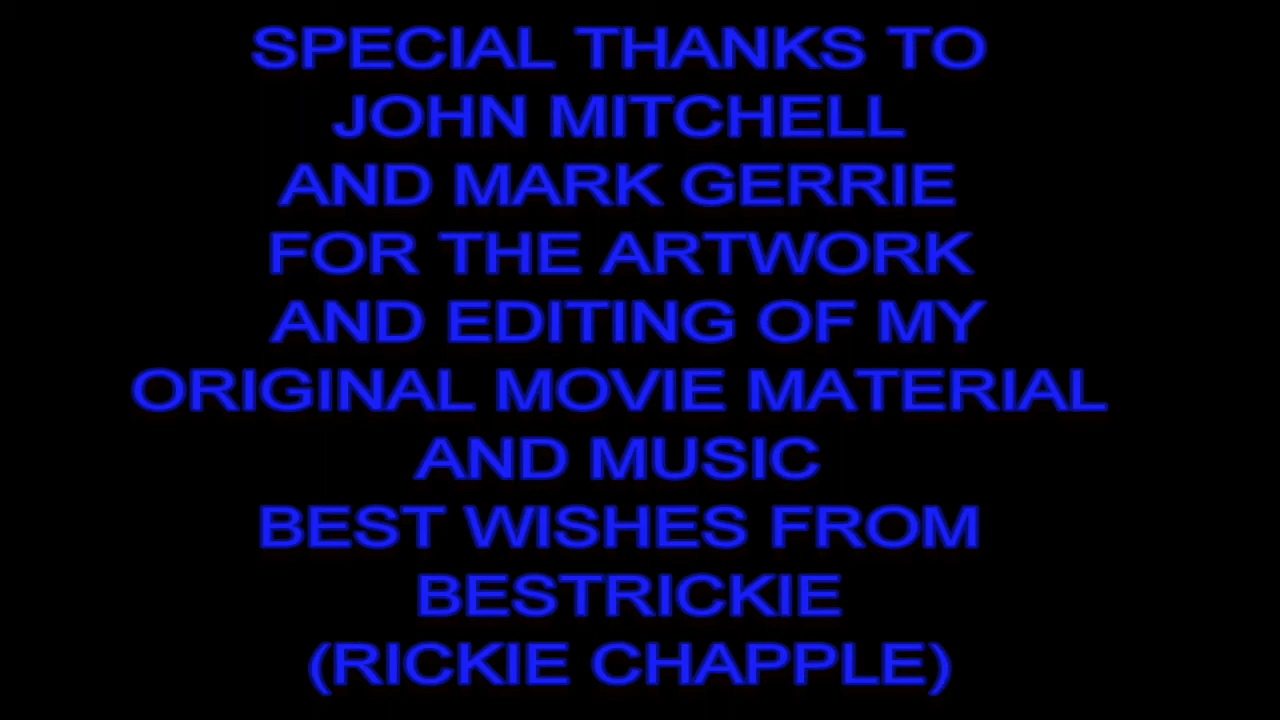 SPECIAL THANKS TO
JOHN MITCHELL
AND MARK GERRIE
FOR THE ARTWORK
AND EDITING OF MY
ORIGINAL MOVIE MATERIAL
AND MUSIC
BEST WISHES FROM
BESTRICKIE
(RICKIE CHAPPLE)